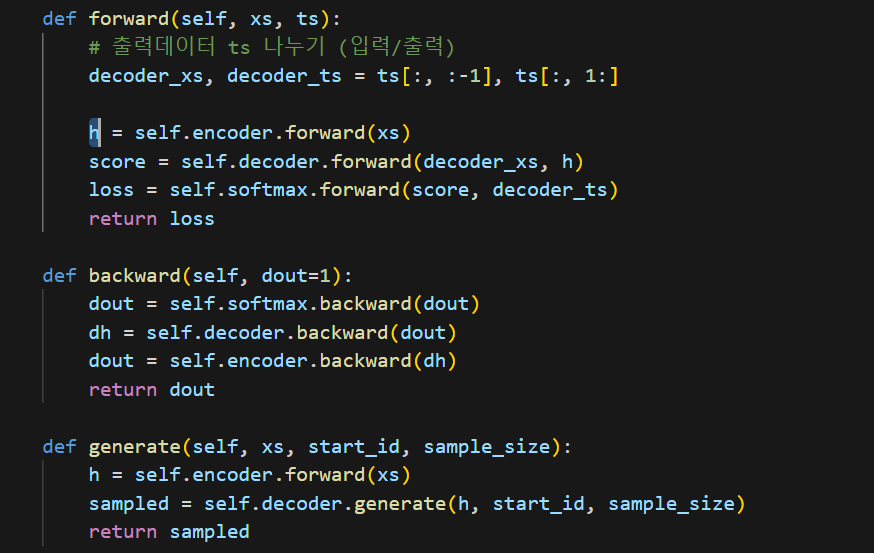 def forward(self, xs, ts):
# 출력데이터 ts 나누기 (입력/출력)
decoder_xs, decoder_ts = ts[:, :-1], ts[:, 1:]
h = self.encoder.forward(xs)
score = self.decoder.forward(decoder_xs, h)
loss = self.softmax.forward(score, decoder_ts)
return loss
def backward(self, dout=1):
dout = self.softmax.backward(dout)
dh = self.decoder.backward(dout)
dout = self.encoder.backward(dh)
return dout
def generate(self, xs, start_id, sample_size):
h = self.encoder.forward(xs)
sampled = self.decoder.generate(h, start_id, sample_size)
return sampled